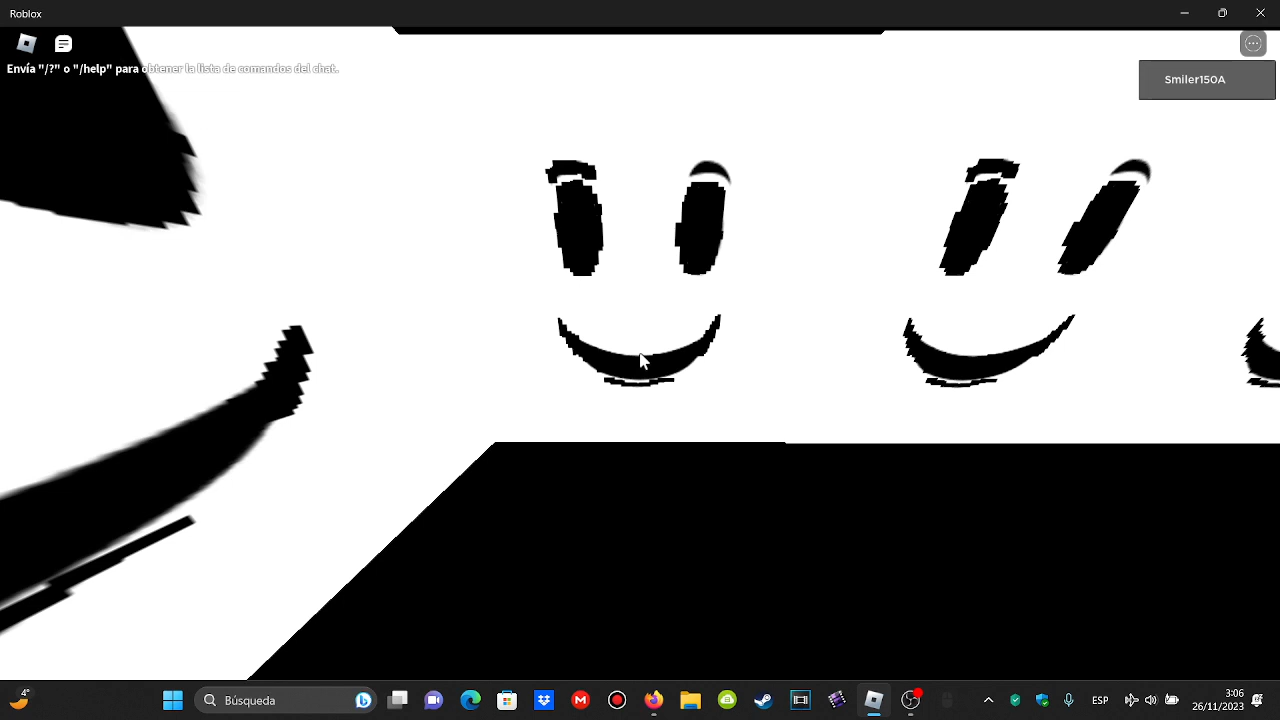 Roblox
Envía "/?" o "/help" para obtener la lista de comandos del chat.
Smiler150A
4°
Búsqueda
ESP
3:06
26/11/2023